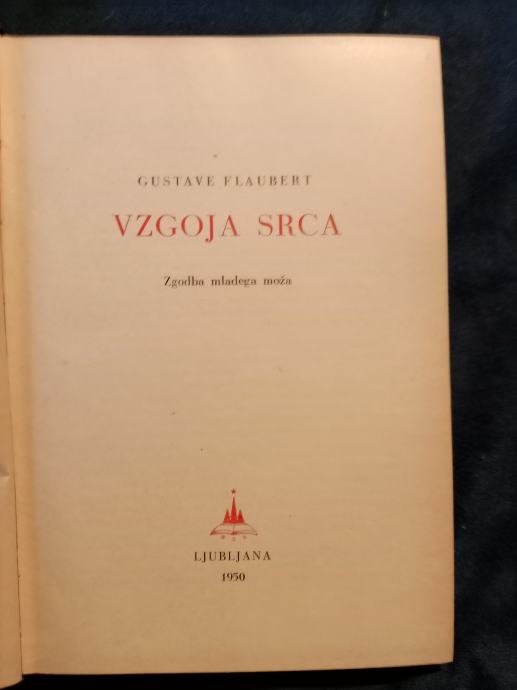 GUSTAVE FLAUBERT
VZGOJA SRCA
Zgodba mladega moža
LJUBLJANA
1950